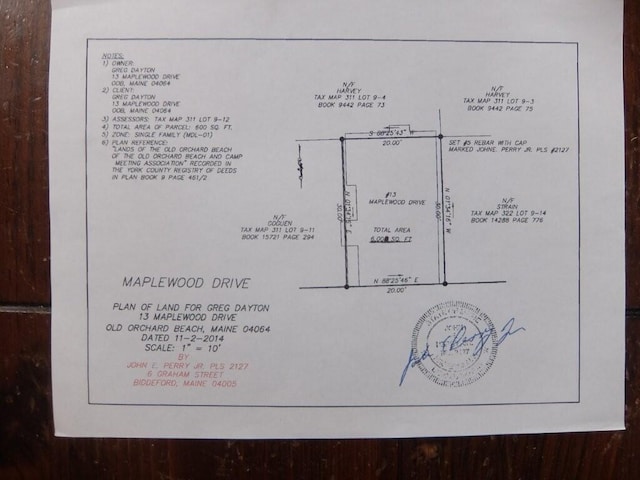 NOTES:
1) OWNER:
GREG DAYTON
13 MAPLEWOOD DRIVE
OOB, MAINE 04064
2) CLIENT:
GREG DAYTON
13 MAPLEWOOD DRIVE
OOB, MAINE 04064
3) ASSESSORS: TAX MAP 311 LOT 9-12
4) TOTAL AREA OF PARCEL: 600 SQ. FT.
5) ZONE: SINGLE FAMILY
6) PLAN REFERENCE:
"LANDS OF THE OLD ORCHARD BEACH
OF THE OLD ORCHARD BEACH AND CAMP
MEETING ASSOCIATION" RECORDED IN
THE YORK COUNTY REGISTRY OF DEEDS
IN PLAN BOOK 9 PAGE
N/F
HARVEY
TAX MAP 311 LOT 9-4
BOOK 9442 PAGE 73
N/F
HARVEY
TAX MAP 311 LOT 9-3
BOOK 9442 PAGE 75
20.00'
SET #5 REBAR WITH CAP
MARKED JOHN E. PERRY JR. PLS #2127
30.00'
#13
MAPLEWOOD DRIVE
30.00'
N/F
COGUEN
TAX MAP 311 LOT 9-11
BOOK 15721 PAGE 294
TOTAL AREA
SQ. FT
N/F
STRAIN
TAX MAP 322 LOT 9-14
BOOK 14288 PAGE 776
20.00'
MAPLEWOOD DRIVE
PLAN OF LAND FOR GREG DAYTON
13 MAPLEWOOD DRIVE
OLD ORCHARD BEACH, MAINE 04064
DATED 11-2-2014
SCALE: 1" = 10'
BY
JOHN E. PERRY JR. PLS 2127
6 GRAHAM STREET
BIDDEFORD, MAINE 04005